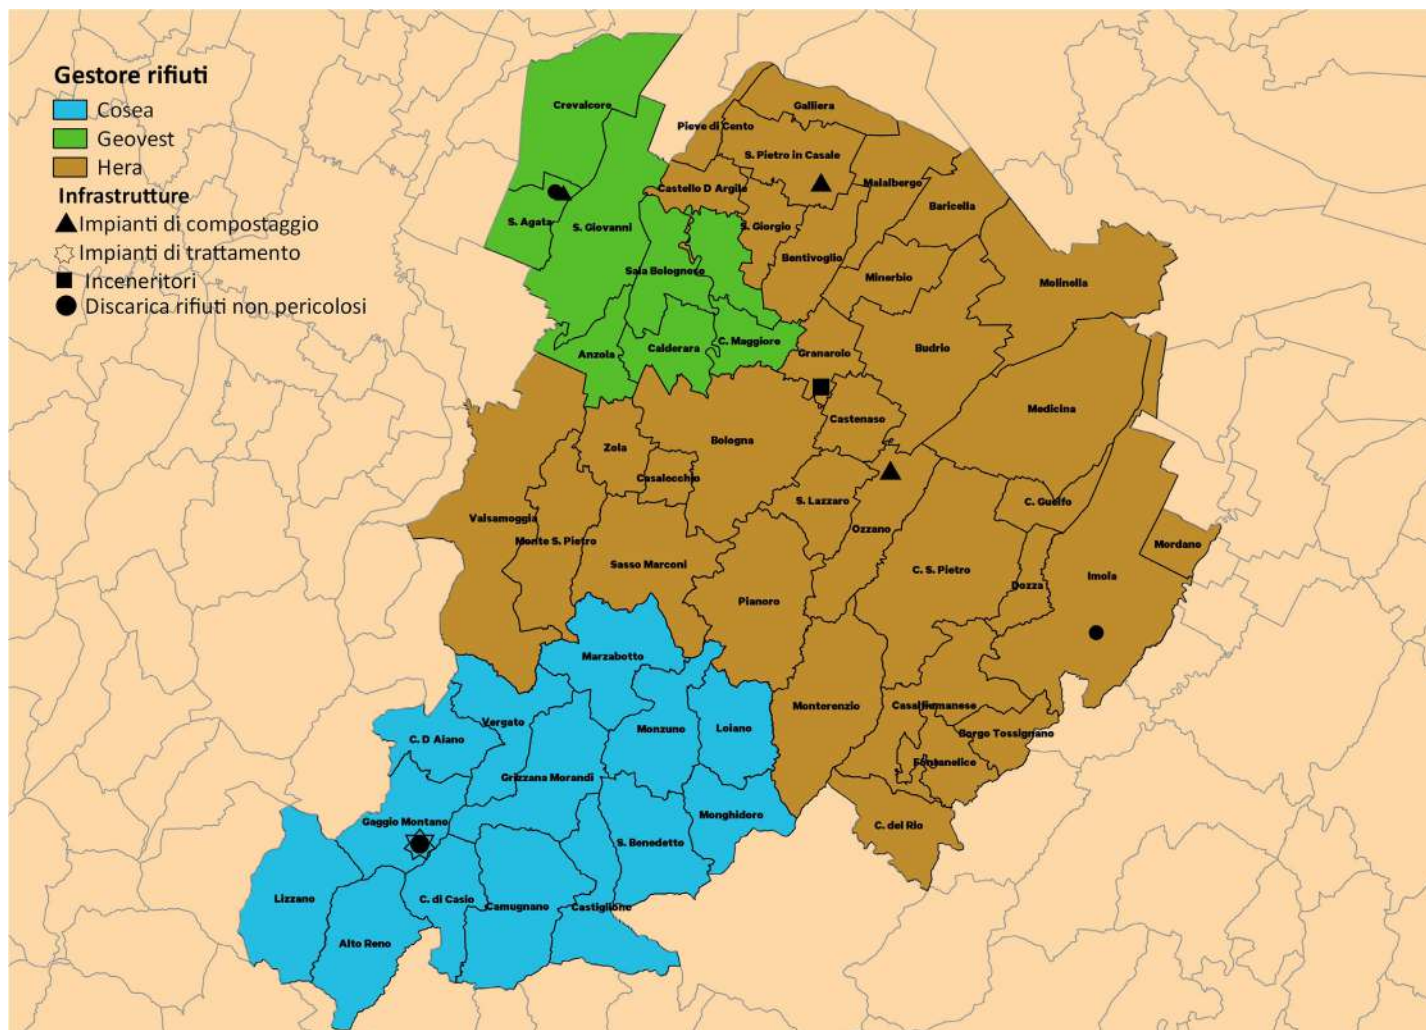 Gestore rifiuti
Cosea
Geovest
Hera
Infrastrutture
Impianti di compostaggio
Impianti di trattamento
Inceneritori
Discarica rifiuti non pericolosi
Crevalcore
Galliera
Pieve di Cento
S. Pietro in Casale
Malalbergo
Castello D Argile
Baricella
S. Agata
S. Giovanni
S. Giorgio
Bentivoglio
Sala Bolognese
Minerbio
Molinella
Anzola
Calderara
C. Maggiore
Granarolo
Budrio
Medicina
Castenaso
Bologna
Zola
Casalecchio
S. Lazzaro
C. Guelfo
Valsamoggia
Ozzano
Monte S. Pietro
Mordano
Sasso Marconi
C. S. Pietro
Dozza
Imola
Pianoro
Marzabotto
Monterenzio
Casalfiumanese
Vergato
Monzuno
Loiano
Borgo Tossignano
C. D Aiano
Fontanelice
Grizzana Morandi
Gaggio Montano
Monghidoro
C. del Rio
S. Benedetto
Lizzano
C. di Casio
Camugnano
Castiglione
Alto Reno